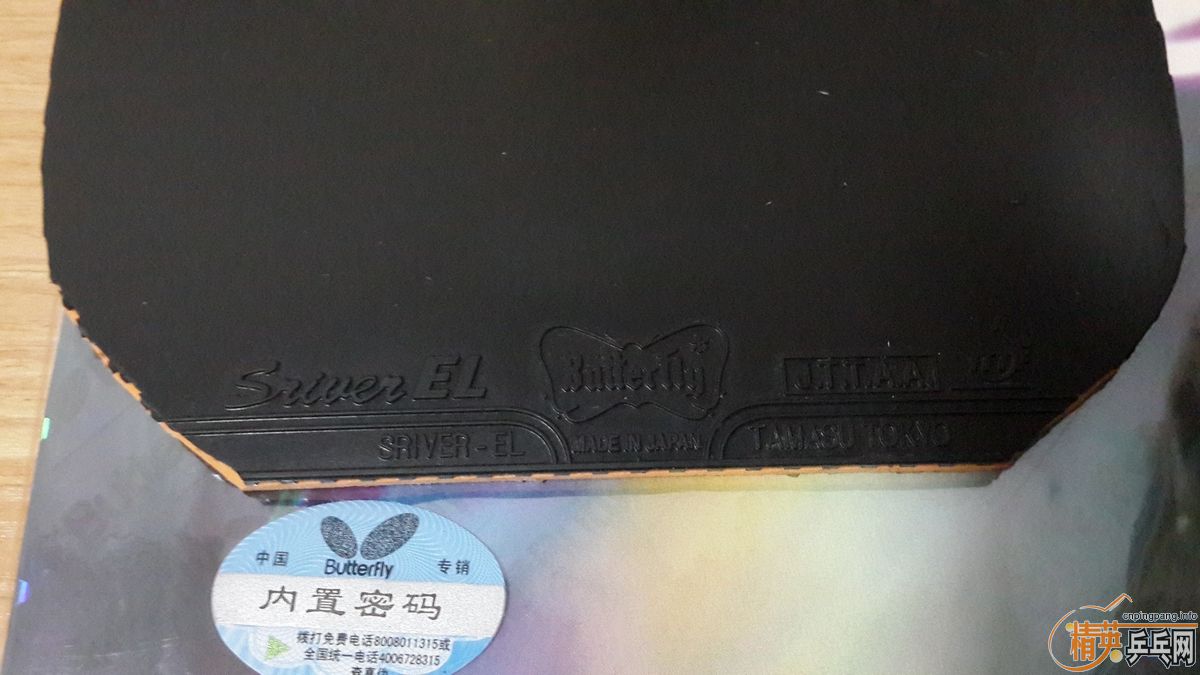 Sriver EL
Butterfly
J.T.T.A.A.
SRIVER-EL
MADE IN JAPAN
TAMASU TOKYO
中国
Butterfly
专销
内置密码
拨打免费电话8008011315或
全国统一电话4006728315
查真伪
cnpingpang.info
精英乒乓网